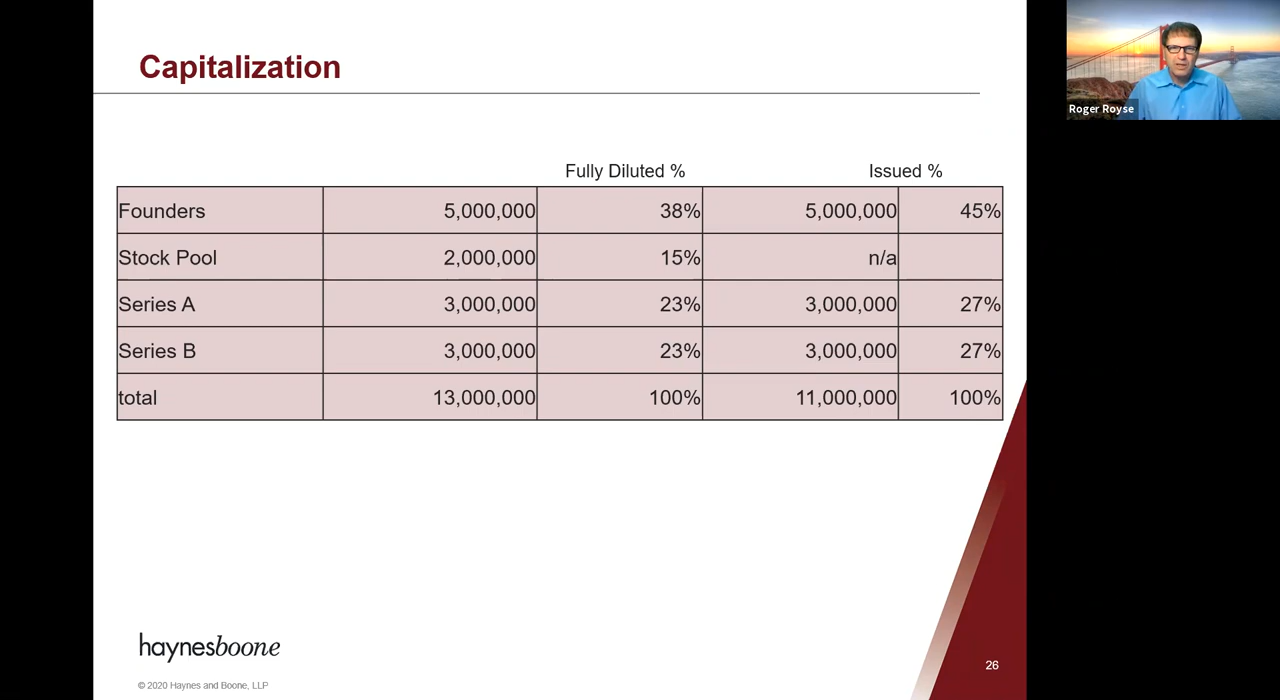 Capitalization
Roger Royse
Fully Diluted % Issued %
Founders 5,000,000 38% 5,000,000 45%
Stock Pool 2,000,000 15% n/a
Series A 3,000,000 23% 3,000,000 27%
Series B 3,000,000 23% 3,000,000 27%
total 13,000,000 100% 11,000,000 100%
haynesboone
© 2020 Haynes and Boone, LLP
26